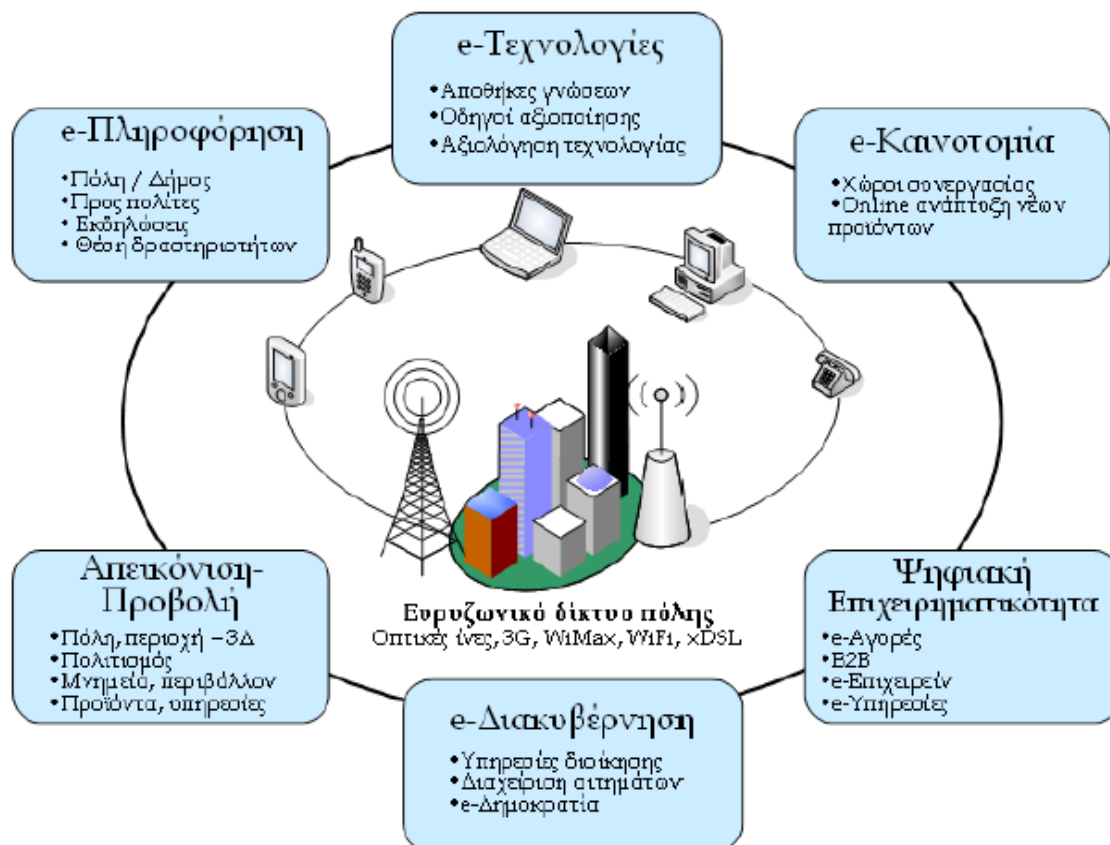 e-Τεχνολογίες
•Αποθήκες γνώσεων
•Οδηγοί αξιοποίησης
•Αξιολόγηση τεχνολογίας
e-Πληροφόρηση
•Πόλη / Δήμος
•Προς πολίτες
• Εκδηλώσεις
• Θέση δραστηριοτήτων
e-Καινοτομία
•Χώροι συνεργασίας
•Online ανάπτυξη νέων
προϊόντων
Απεικόνιση-
Προβολή
•Πόλη, περιοχή –3Δ
•Πολιτισμός
•Μνημεία, περιβάλλον
•Προϊόντα, υπηρεσίες
Ευρυζωνικό δίκτυο πόλης
Οπτικές ίνες, 3G, WiMax, WiFi, xDSL
Ψηφιακή
Επιχειρηματικότητα
•e-Αγορές
•B2B
•e-Επιχειρείν
•e-Υπηρεσίες
e-Διακυβέρνηση
•Υπηρεσίες διοίκησης
•Διαχείριση αιτημάτων
•e-Δημοκρατία